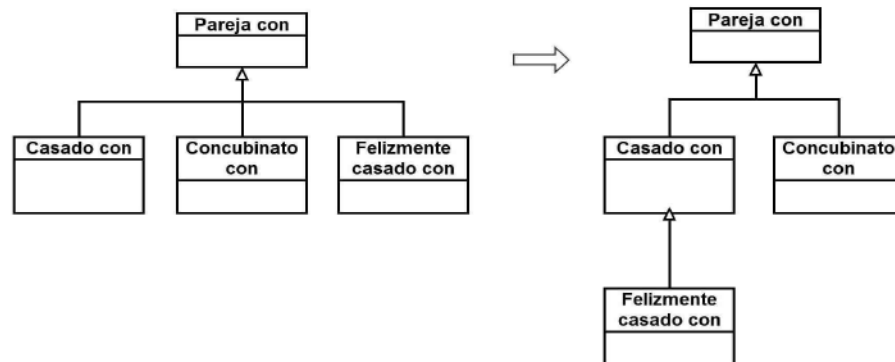 Pareja con
Casado con
Concubinato
con
Felizmente
casado con
Pareja con
Casado con
Concubinato
con
Felizmente
casado con